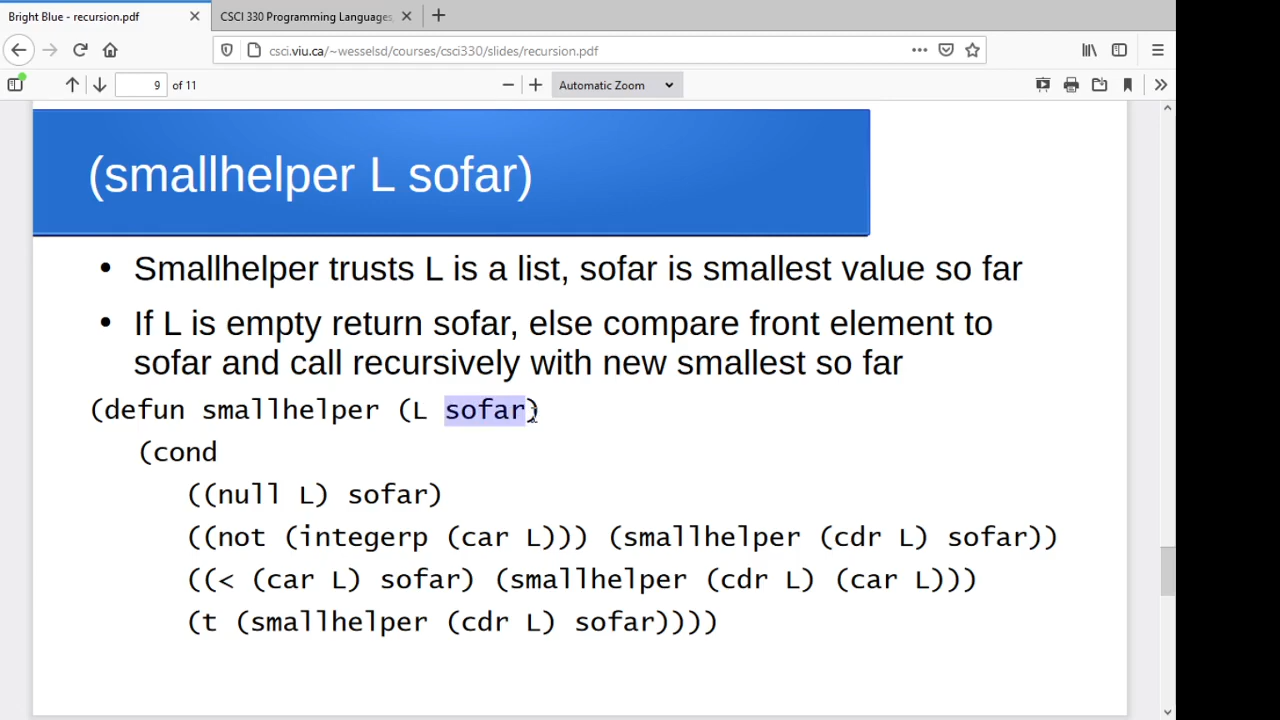 Bright Blue - recursion.pdf
CSCI 330 Programming Languages,
csci.viu.ca/~wesselsd/courses/csci330/slides/recursion.pdf
9 of 11
Automatic Zoom
(smallhelper L sofar)
• Smallhelper trusts L is a list, sofar is smallest value so far
• If L is empty return sofar, else compare front element to
sofar and call recursively with new smallest so far
(defun smallhelper (L sofar)
(cond
((null L) sofar)
((not (integerp (car L))) (smallhelper (cdr L) sofar))
((< (car L) sofar) (smallhelper (cdr L) (car L)))
(t (smallhelper (cdr L) sofar))))